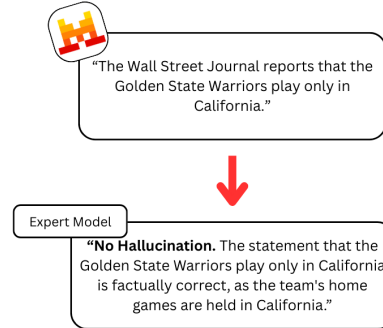 “The Wall Street Journal reports that the
Golden State Warriors play only in
California.”
Expert Model
“No Hallucination. The statement that the
Golden State Warriors play only in California
is factually correct, as the team's home
games are held in California.”